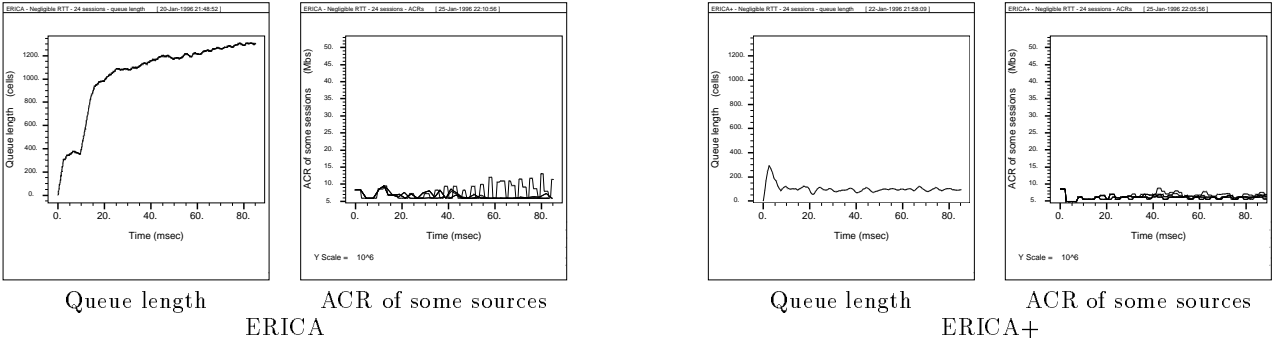 ERICA - Negligible RTT - 24 sessions - queue length [ 20-Jan-1996 21:48:52 ]
Queue length (cells)
1200.
1000.
800.
600.
400.
200.
0.
0. 20. 40. 60. 80.
Time (msec)
Queue length
ERICA - Negligible RTT - 24 sessions - ACRs [ 25-Jan-1996 22:10:56 ]
ACR of some sessions (Mbs)
50.
45.
40.
35.
30.
25.
20.
15.
10.
5.
0. 20. 40. 60. 80.
Time (msec)
Y Scale = 10^6
ACR of some sources
ERICA
ERICA+ - Negligible RTT - 24 sessions - queue length [ 22-Jan-1996 21:58:09 ]
Queue length (cells)
1200.
1000.
800.
600.
400.
200.
0.
0. 20. 40. 60. 80.
Time (msec)
Queue length
ERICA+ - Negligible RTT - 24 sessions - ACRs [ 25-Jan-1996 22:05:56 ]
ACR of some sessions (Mbs)
50.
45.
40.
35.
30.
25.
20.
15.
10.
5.
0. 20. 40. 60. 80.
Time (msec)
Y Scale = 10^6
ACR of some sources
ERICA+